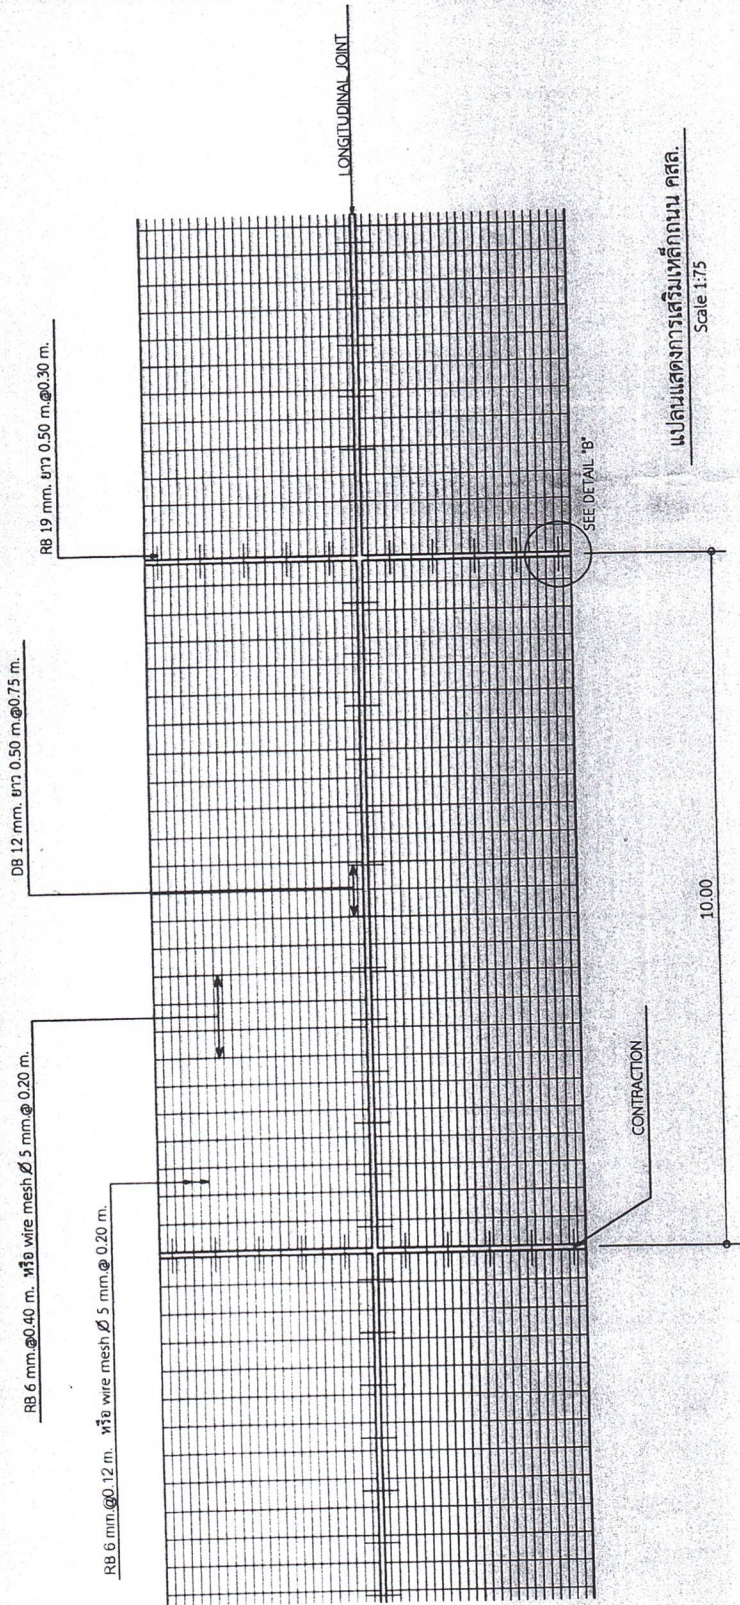 LONGITUDINAL JOINT
RB 19 mm. ยาว 0.50 m.@0.30 m.
DB 12 mm. ยาว 0.50 m.@0.75 m.
RB 6 mm.@0.40 m. หรือ wire mesh Ø 5 mm.@ 0.20 m.
RB 6 mm.@0.12 m. หรือ wire mesh Ø 5 mm.@ 0.20 m.
SEE DETAIL "B"
CONTRACTION
10.00
แปลนแสดงการเสริมเหล็กถนน คสล.
Scale 1:75